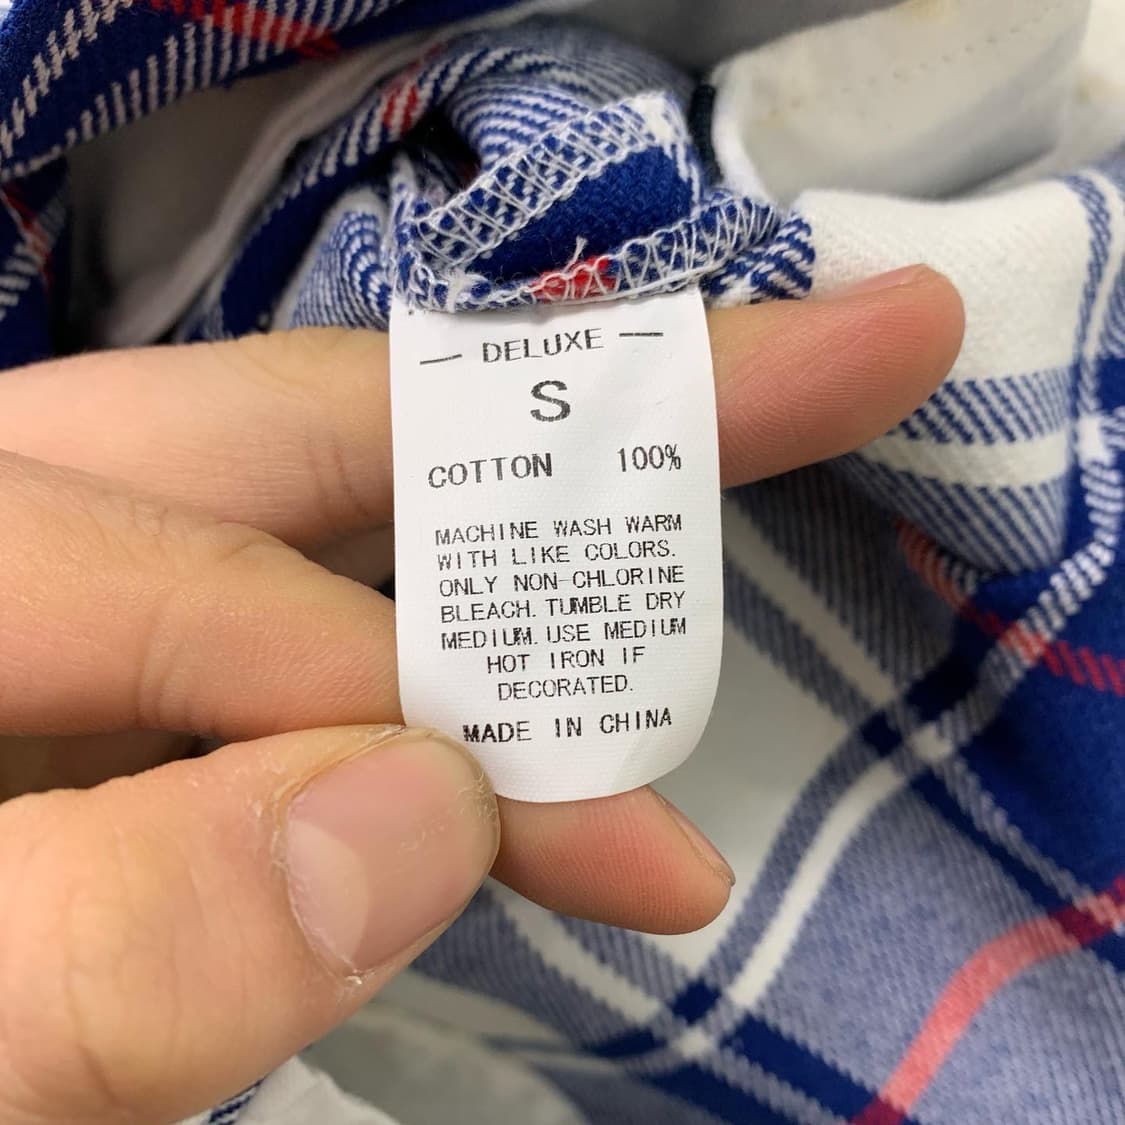 — DELUXE —
S
COTTON 100%
MACHINE WASH WARM
WITH LIKE COLORS.
ONLY NON-CHLORINE
BLEACH. TUMBLE DRY
MEDIUM. USE MEDIUM
HOT IRON IF
DECORATED.
MADE IN CHINA